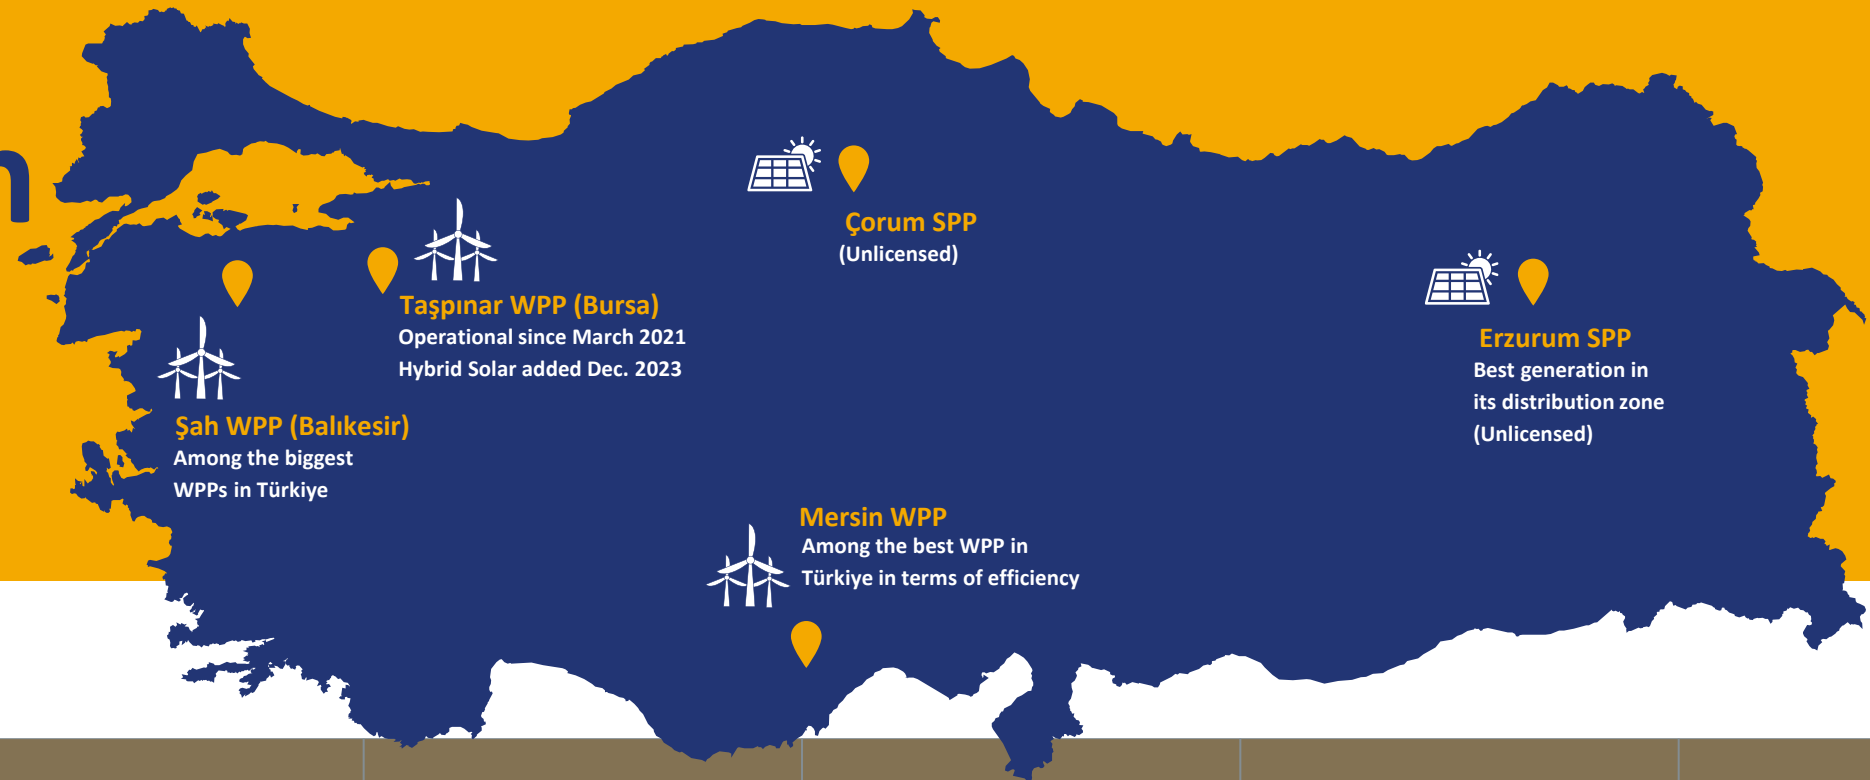 Çorum SPP
(Unlicensed)
Taşpınar WPP (Bursa)
Operational since March 2021
Hybrid Solar added Dec. 2023
Erzurum SPP
Best generation in
its distribution zone
(Unlicensed)
Şah WPP (Balıkesir)
Among the biggest
WPPs in Türkiye
Mersin WPP
Among the best WPP in
Türkiye in terms of efficiency